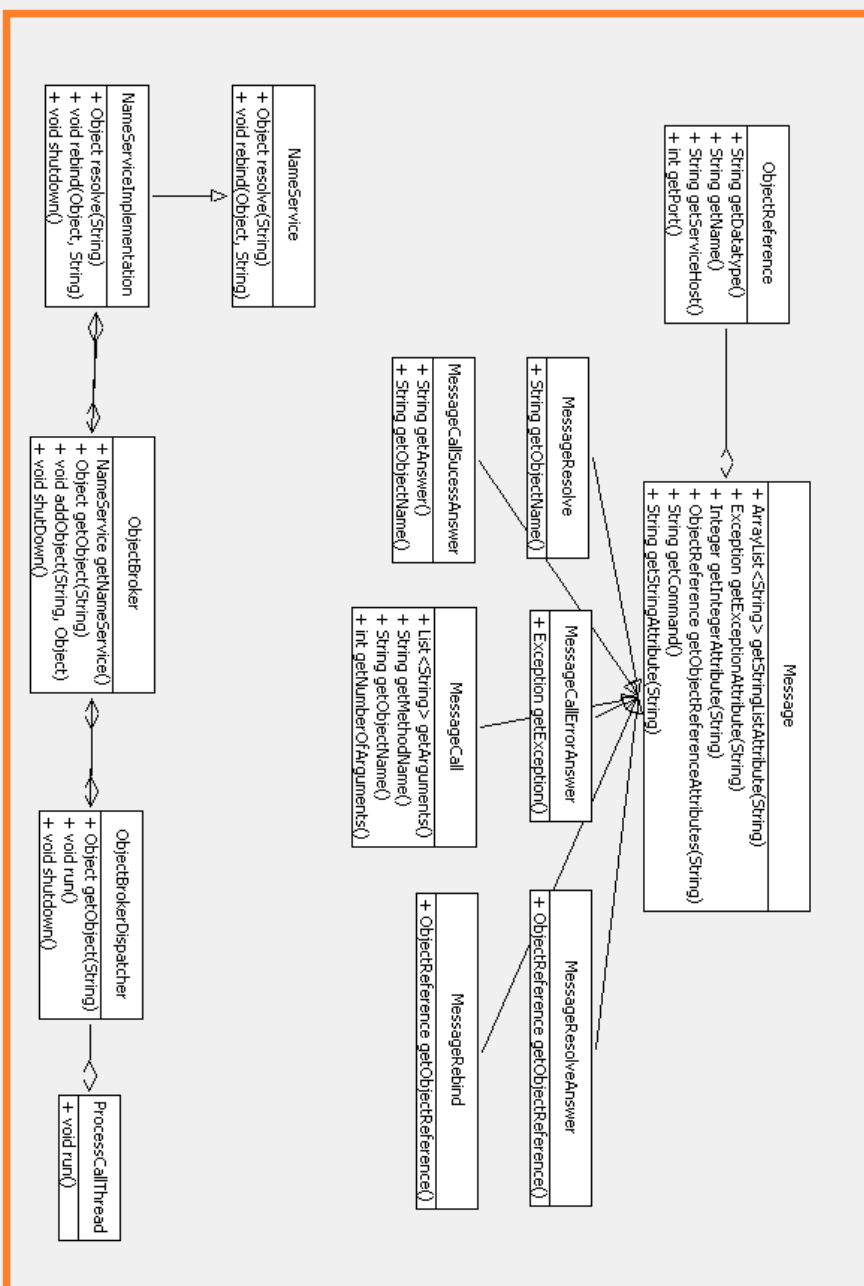 ObjectReference
+ String getDatatype()
+ String getName()
+ String getServiceHost()
+ int getPort()
Message
+ ArrayList <String> getStringListAttribute(String)
+ Exception getExceptionAttribute(String)
+ Integer getIntegerAttribute(String)
+ ObjectReference getObjectReferenceAttributes(String)
+ String getCommand()
+ String getStringAttribute(String)
MessageResolve
+ String getObjectName()
MessageCallErrorAnswer
+ Exception getException()
MessageResolveAnswer
+ ObjectReference getObjectReference()
MessageCallSucessAnswer
+ String getAnswer()
+ String getObjectName()
MessageCall
+ List <String> getArguments()
+ String getMethodName()
+ String getObjectName()
+ int getNumberOfArguments()
MessageRebind
+ ObjectReference getObjectReference()
NameService
+ Object resolve(String)
+ void rebind(Object, String)
NameServiceImplementation
+ Object resolve(String)
+ void rebind(Object, String)
+ void shutdown()
ObjectBroker
+ NameService getNameService()
+ Object getObject(String)
+ void addObject(String, Object)
+ void shutDown()
ObjectBrokerDispatcher
+ Object getObject(String)
+ void run()
+ void shutdown()
ProcessCallThread
+ void run()